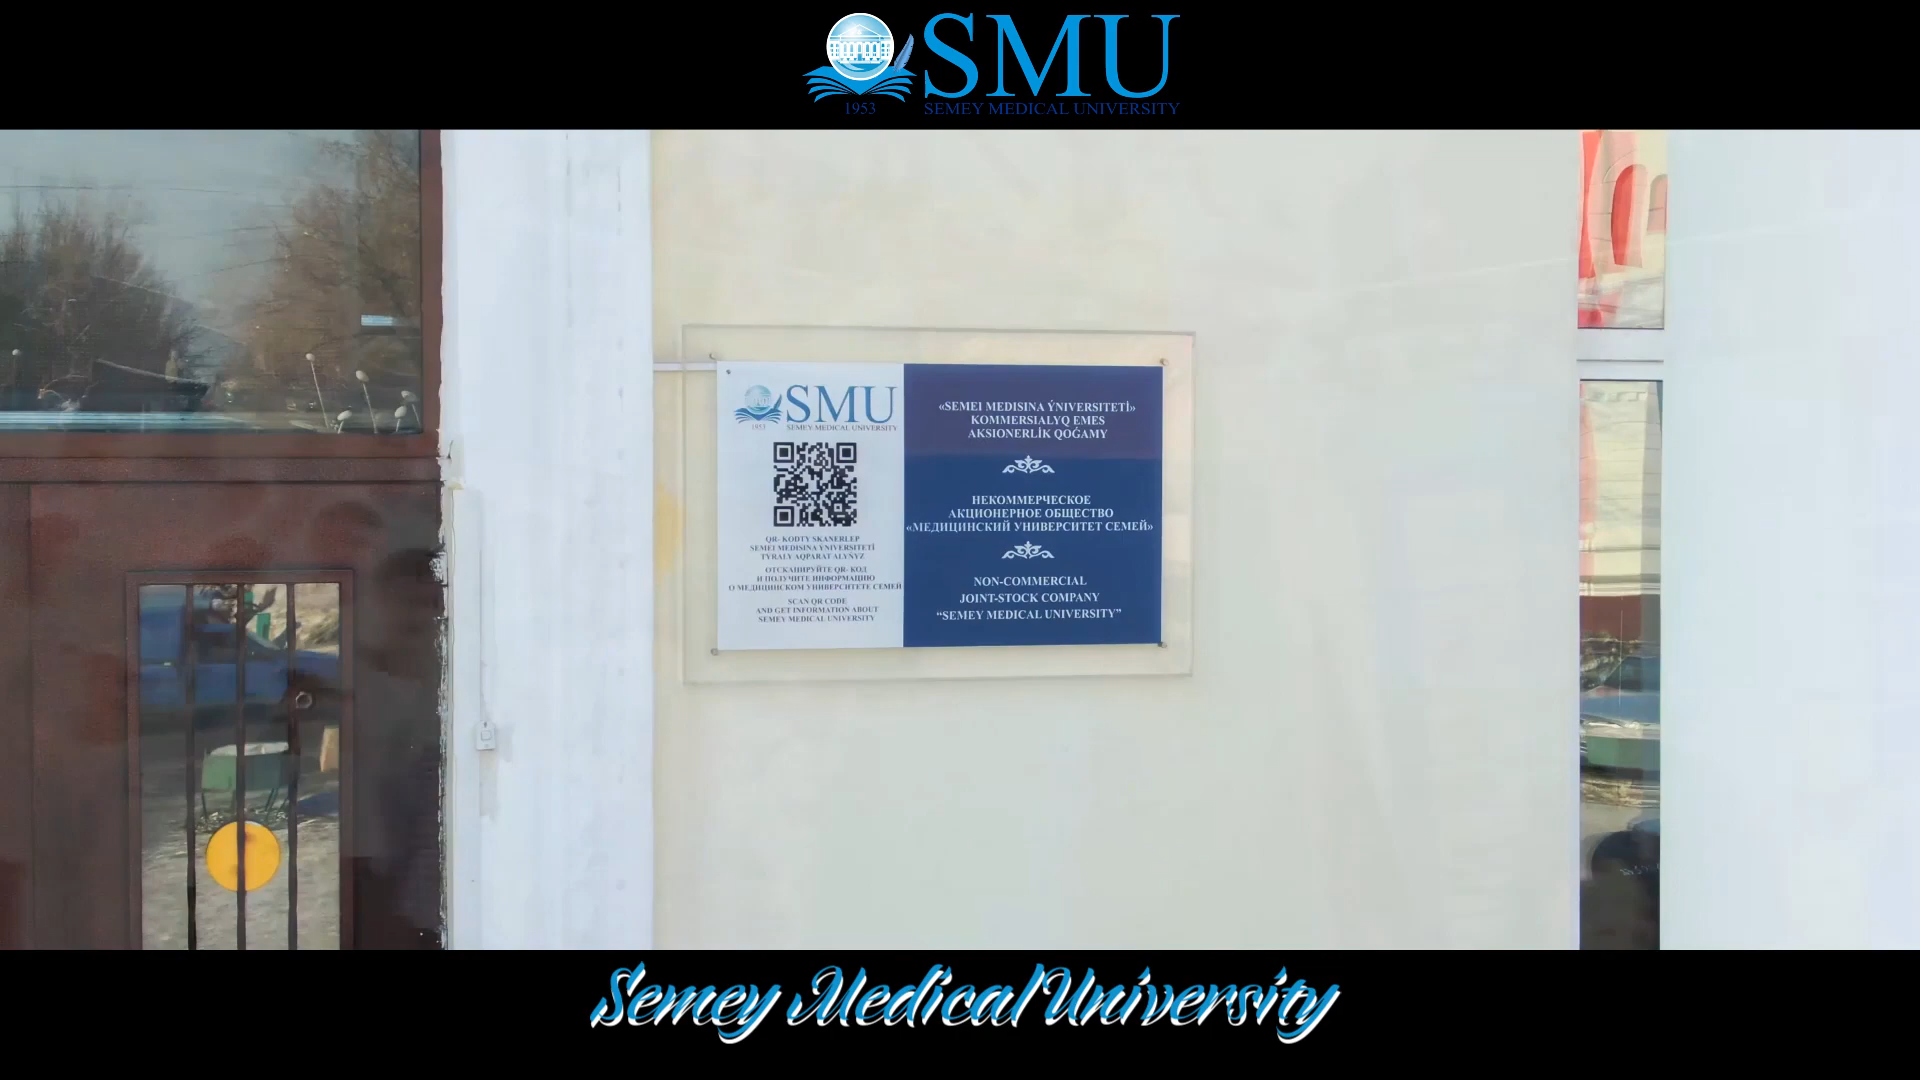 SMU
1953
SEMEY MEDICAL UNIVERSITY
SMU
1953
SEMEY MEDICAL UNIVERSITY
QR- KODTY SKANERLEP
SEMEI MEDISINA ÝNIVERSITETİ
TÝRALY AQPARAT ALYŃYZ
ОТСКАНИРУЙТЕ QR- КОД
И ПОЛУЧИТЕ ИНФОРМАЦИЮ
О МЕДИЦИНСКОМ УНИВЕРСИТЕТЕ СЕМЕЙ
SCAN QR CODE
AND GET INFORMATION ABOUT
SEMEY MEDICAL UNIVERSITY
«SEMEI MEDISINA ÝNIVERSITETİ»
KOMMERSIALYQ EMES
AKSIONERLİK QOǴAMY
НЕКОММЕРЧЕСКОЕ
АКЦИОНЕРНОЕ ОБЩЕСТВО
«МЕДИЦИНСКИЙ УНИВЕРСИТЕТ СЕМЕЙ»
NON-COMMERCIAL
JOINT-STOCK COMPANY
“SEMEY MEDICAL UNIVERSITY”
Semey Medical University